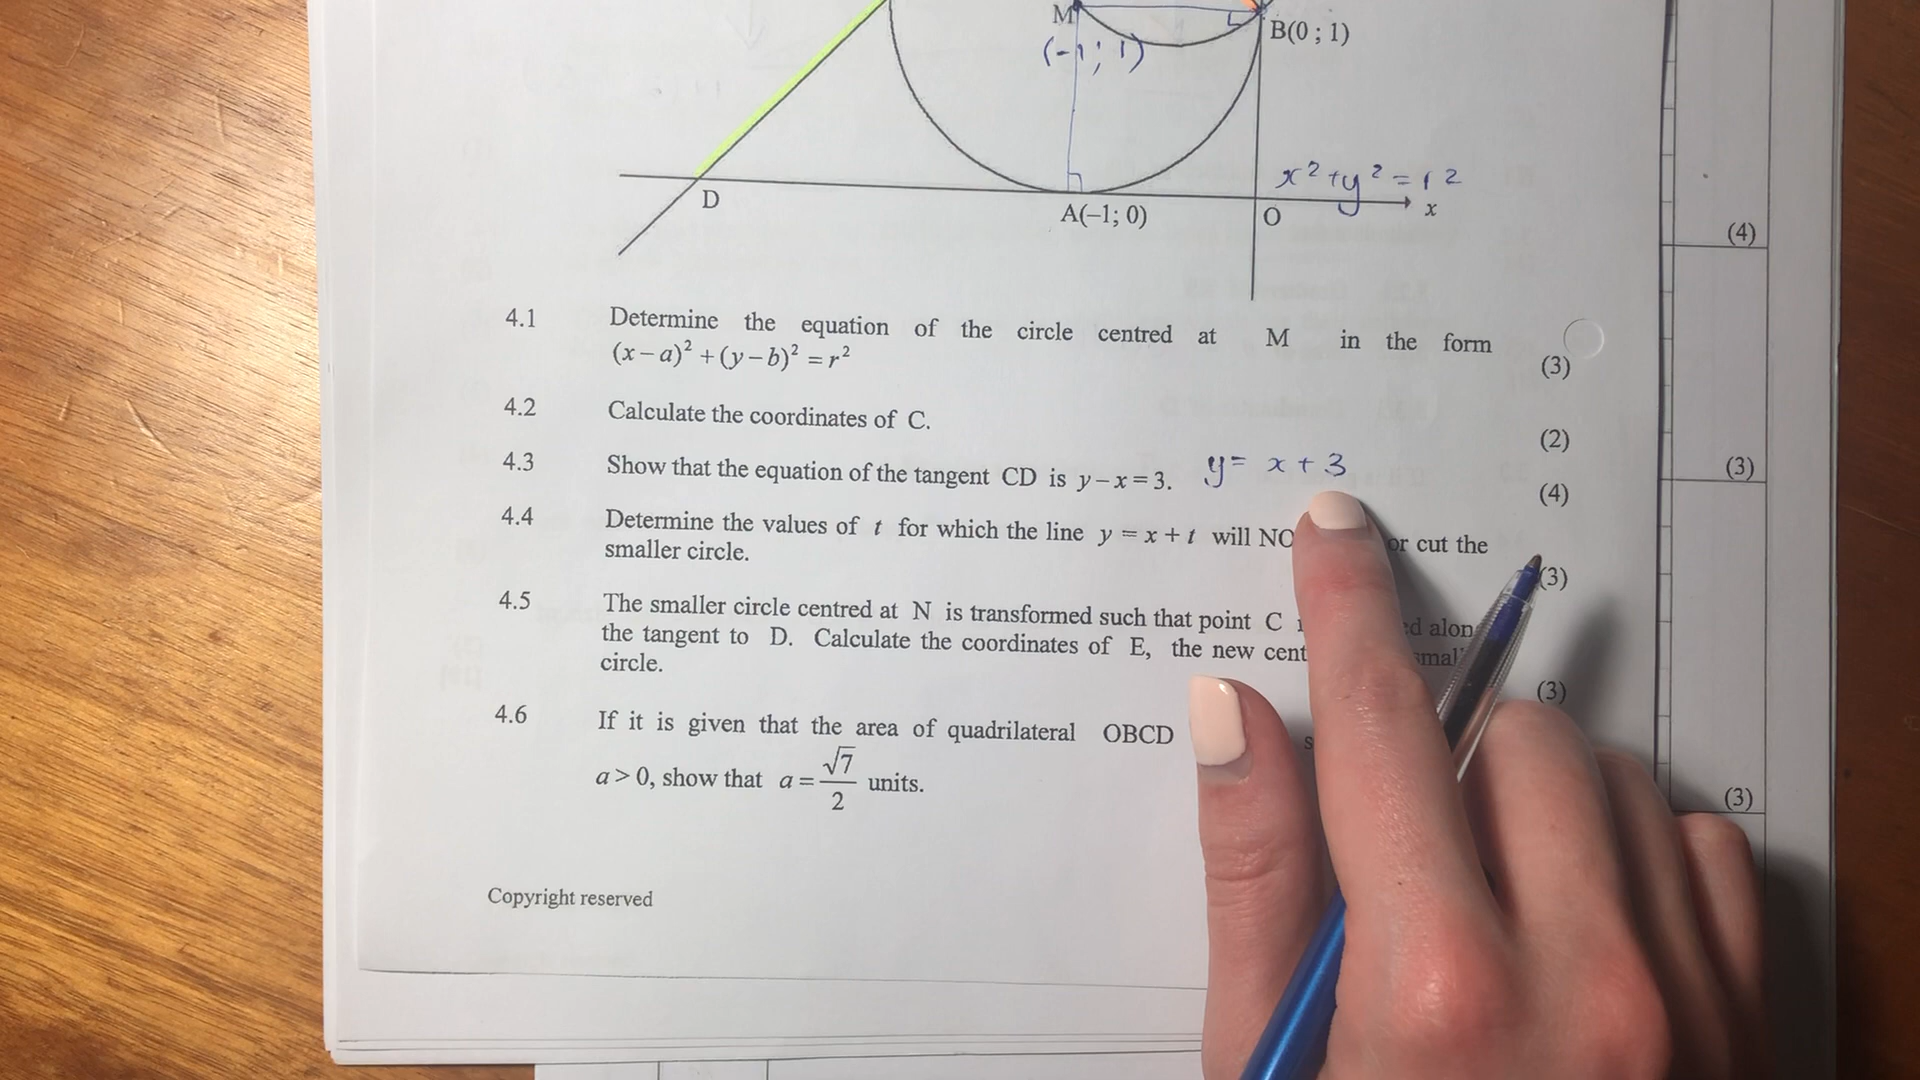 M
(-1; 1)
B(0 ; 1)
x² + y² = r²
D
A(−1; 0)
O
x
(4)
4.1 Determine the equation of the circle centred at M in the form
(x − a)² + (y − b)² = r²
(3)
4.2 Calculate the coordinates of C.
(2)
4.3 Show that the equation of the tangent CD is y − x = 3. y = x + 3
(4)
(3)
4.4 Determine the values of t for which the line y = x + t will or cut the
smaller circle.
(3)
4.5 The smaller circle centred at N is transformed such that point C
the tangent to D. Calculate the coordinates of E, the new
circle.
(3)
4.6 If it is given that the area of quadrilateral OBCD
a > 0, show that a = √7/2 units.
(3)
Copyright reserved